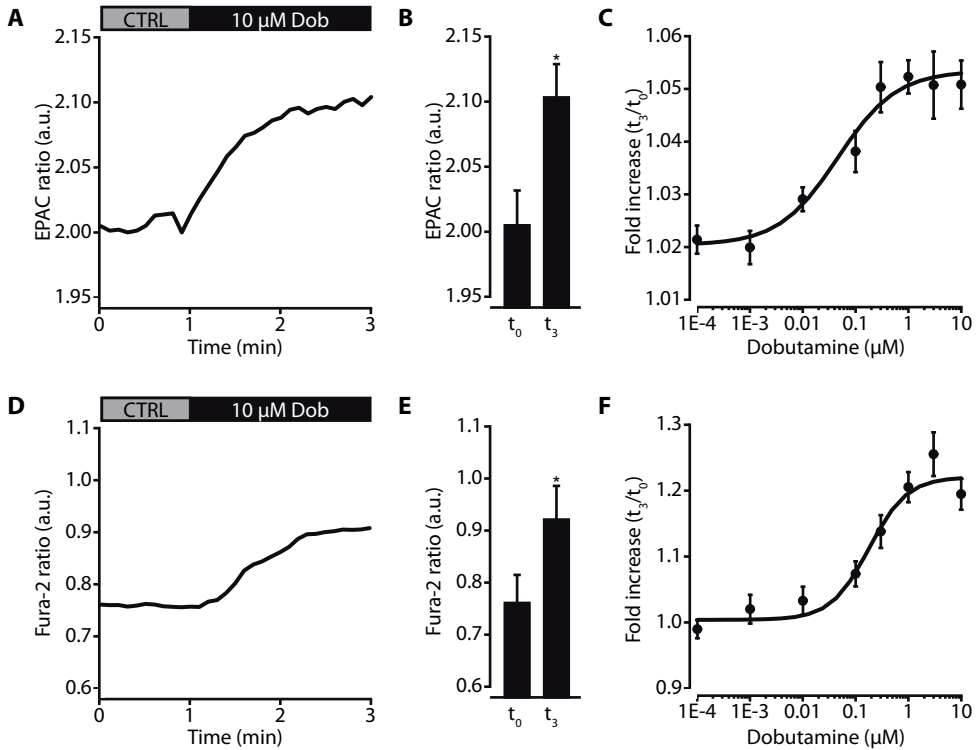 A
CTRL
10 µM Dob
2.15
2.10
2.05
2.00
1.95
EPAC ratio (a.u.)
0
1
2
3
Time (min)
B
2.15
2.10
2.05
2.00
1.95
EPAC ratio (a.u.)
*
t0
t3
C
1.06
1.05
1.04
1.03
1.02
1.01
Fold increase (t3/t0)
1E-4
1E-3
0.01
0.1
1
10
Dobutamine (µM)
D
CTRL
10 µM Dob
1.1
1.0
0.9
0.8
0.7
0.6
Fura-2 ratio (a.u.)
0
1
2
3
Time (min)
E
1.1
1.0
0.9
0.8
0.7
0.6
Fura-2 ratio (a.u.)
*
t0
t3
F
1.3
1.2
1.1
1.0
0.9
Fold increase (t3/t0)
1E-4
1E-3
0.01
0.1
1
10
Dobutamine (µM)